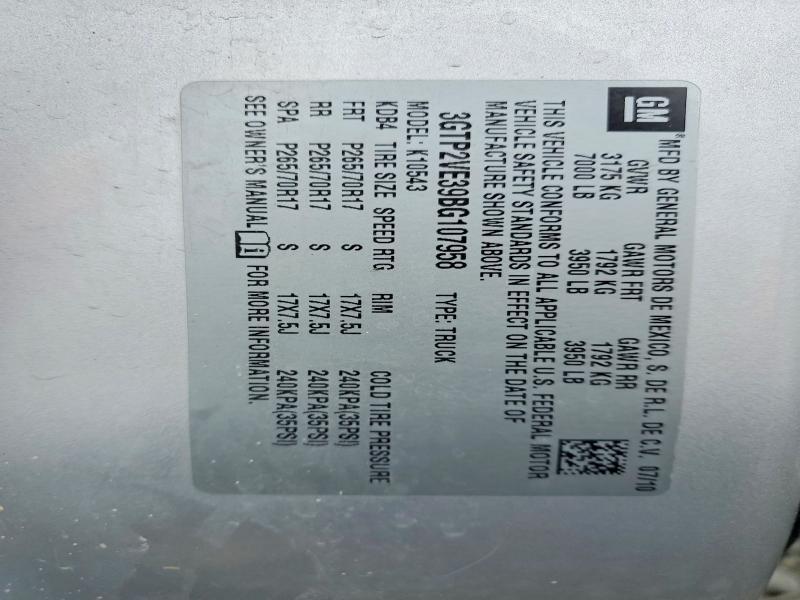 GM
®MFD BY GENERAL MOTORS DE MEXICO, S. DE R.L. DE C.V. 07/10
GVWR GAWR FRT GAWR RR
3175 KG 1792 KG 1792 KG
7000 LB 3950 LB 3950 LB
THIS VEHICLE CONFORMS TO ALL APPLICABLE U.S. FEDERAL MOTOR
VEHICLE SAFETY STANDARDS IN EFFECT ON THE DATE OF
MANUFACTURE SHOWN ABOVE.
3GTP2VE39BG107958 TYPE: TRUCK
MODEL: K10543
KDB4 TIRE SIZE SPEED RTG RIM COLD TIRE PRESSURE
FRT P265/70R17 S 17X7.5J 240KPA(35PSI)
RR P265/70R17 S 17X7.5J 240KPA(35PSI)
SPA P265/70R17 S 17X7.5J 240KPA(35PSI)
SEE OWNER'S MANUAL i FOR MORE INFORMATION.